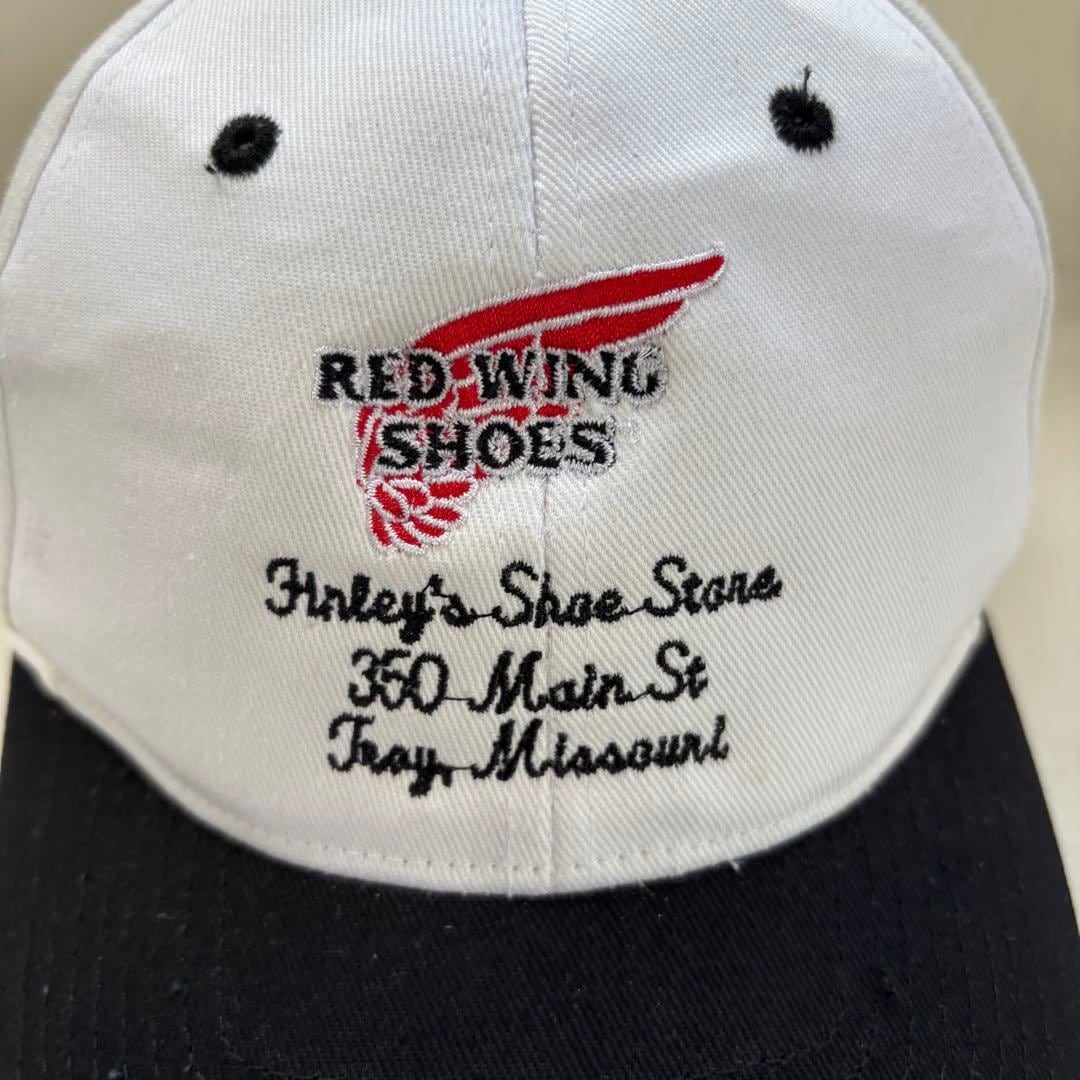 RED WING
SHOES
Finley's Shoe Store
350 Main St
Troy, Missouri